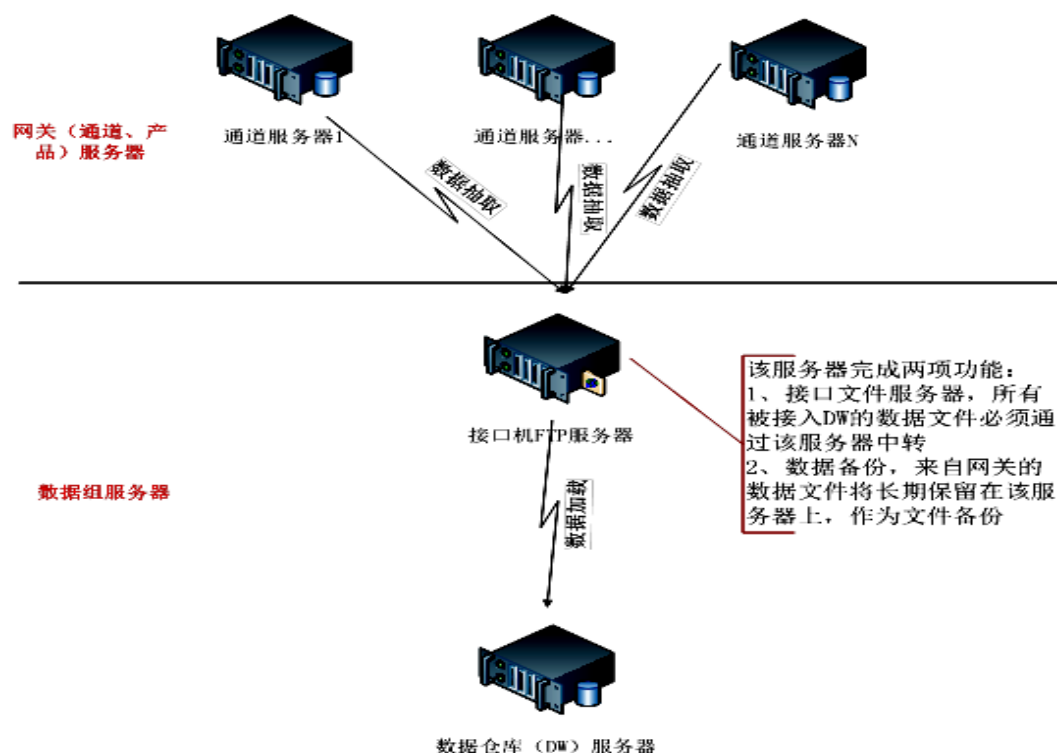 通道服务器1
通道服务器...
通道服务器N
网关（通道、产
品）服务器
数据抽取
数据抽取
数据抽取
接口机FTP服务器
该服务器完成两项功能：
1、接口文件服务器，所有
被接入DW的数据文件必须通
过该服务器中转
2、数据备份，来自网关的
数据文件将长期保留在该服
务器上，作为文件备份
数据组服务器
数据加载
数据仓库（DW）服务器